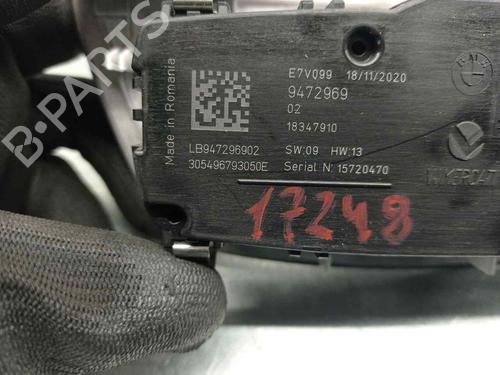 B-PARTS
Made in Romania
E7V099 18/11/2020
9472969
02
18347910
LB947296902
SW:09 HW:13
305496793050E
Serial N: 15720470
BMW
17248